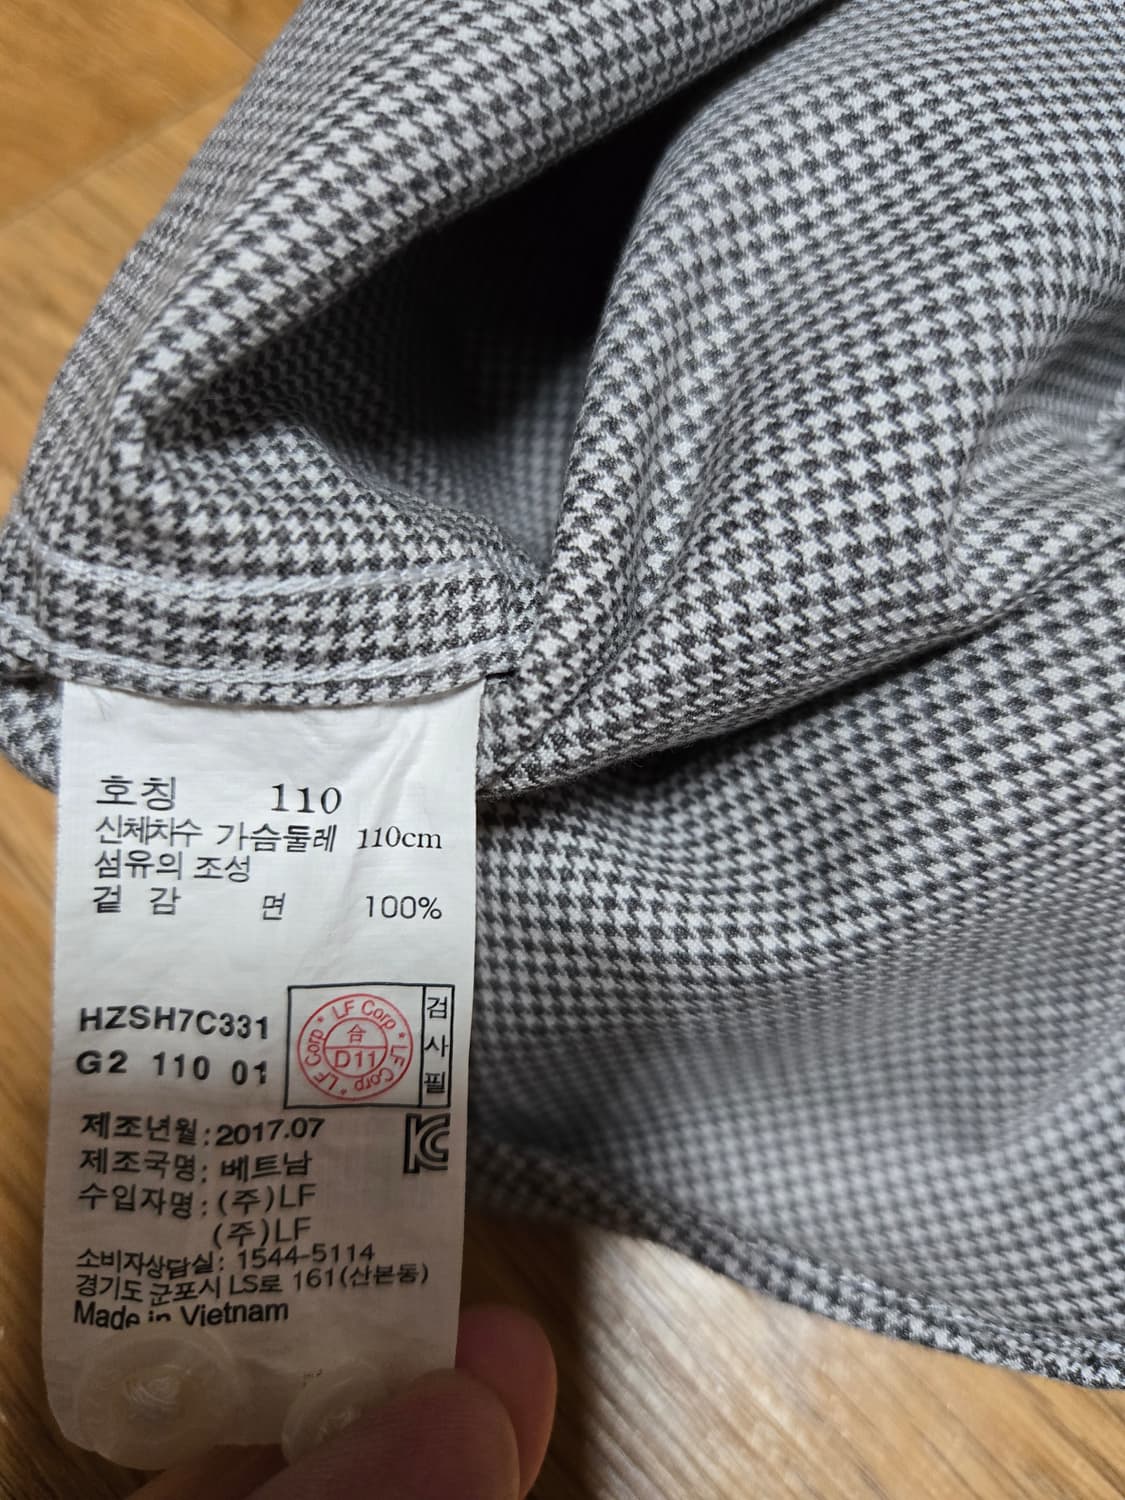 호칭 110
신체치수 가슴둘레 110cm
섬유의 조성
겉 감 면 100%
HZSH7C331
G2 110 01
LF Corp * LF Corp * LF Corp *
合
D11
검
사
필
제조년월:2017.07
KC
제조국명: 베트남
수입자명: (주)LF
(주)LF
소비자상담실: 1544-5114
경기도 군포시 LS로 161(산본동)
Made in Vietnam